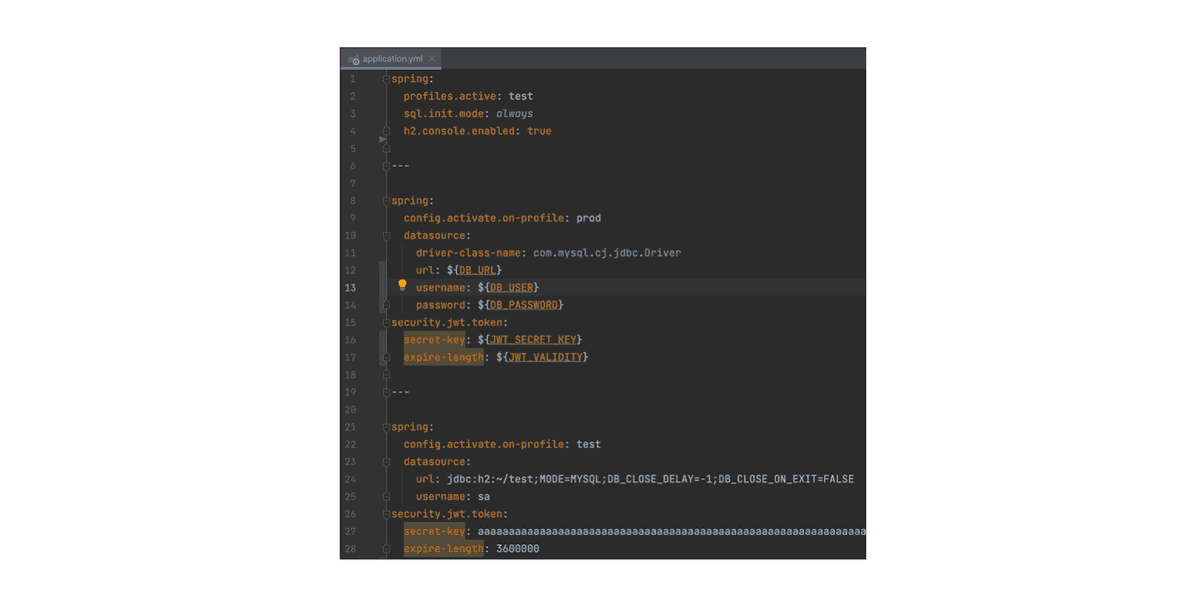 application.yml
1 spring:
2 profiles.active: test
3 sql.init.mode: always
4 h2.console.enabled: true
5
6 ---
7
8 spring:
9 config.activate.on-profile: prod
10 datasource:
11 driver-class-name: com.mysql.cj.jdbc.Driver
12 url: ${DB_URL}
13 username: ${DB_USER}
14 password: ${DB_PASSWORD}
15 security.jwt.token:
16 secret-key: ${JWT_SECRET_KEY}
17 expire-length: ${JWT_VALIDITY}
18
19 ---
20
21 spring:
22 config.activate.on-profile: test
23 datasource:
24 url: jdbc:h2:~/test;MODE=MYSQL;DB_CLOSE_DELAY=-1;DB_CLOSE_ON_EXIT=FALSE
25 username: sa
26 security.jwt.token:
27 secret-key: aaaaaaaaaaaaaaaaaaaaaaaaaaaaaaaaaaaaaaaaaaaaaaaaaaaaaaaaaaaaaaa
28 expire-length: 3600000